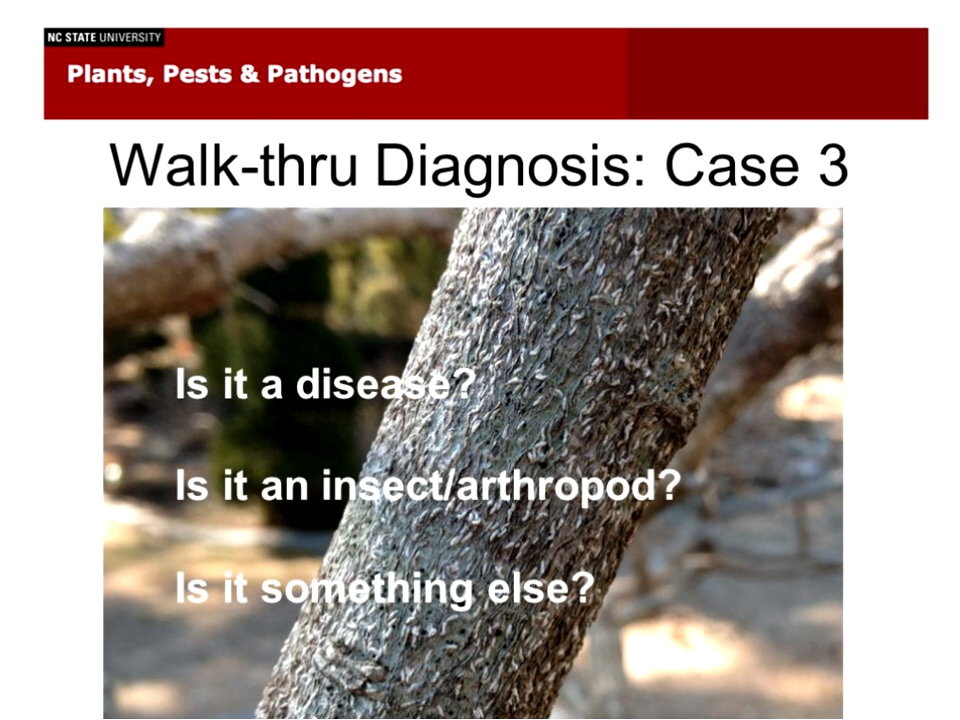 NC STATE UNIVERSITY
Plants, Pests & Pathogens
Walk-thru Diagnosis: Case 3
Is it a disease?
Is it an insect/arthropod?
Is it something else?